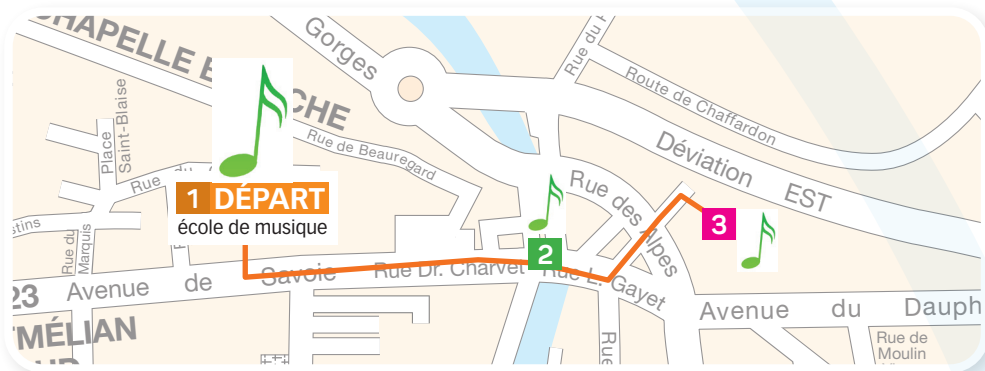 CHAPELLE
CHE
Gorges
Rue du
Route de Chaffardon
Place
Saint-Blaise
Rue de Beauregard
Déviation EST
Rue
1 DÉPART
école de musique
Rue du
Marquis
2
Rue des Alpes
3
23
Avenue de Savoie
Rue Dr. Charvet
Rue L. Gayet
Avenue du Dauph
MÉLIAN
Rue
Rue de
Moulin